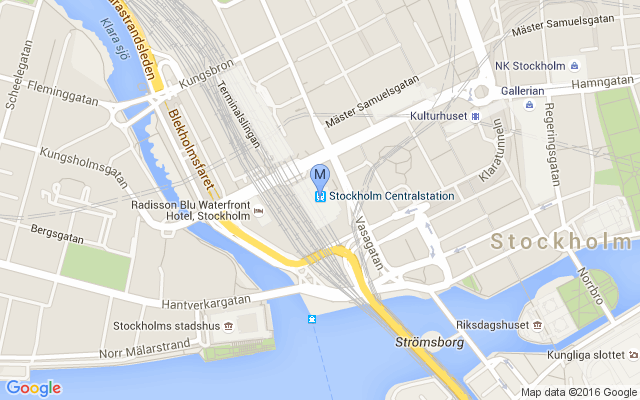 Klara sjö
Klarastrandsleden
Mäster Samuelsgatan
Scheelegatan
Kungsbron
NK Stockholm
Hamngatan
Fleminggatan
Terminalslingan
Gallerian
Mäster Samuelsgatan
Kulturhuset
Blekholmsfaret
Regeringsgatan
Klaratunneln
Kungsholmsgatan
M
Stockholm Centralstation
Radisson Blu Waterfront
Hotel, Stockholm
Vasagatan
Bergsgatan
Stockholm
Norrbro
Hantverkargatan
Stockholms stadshus
Riksdagshuset
Strömsborg
Norr Mälarstrand
Kungliga slottet
Google
Map data ©2016 Google